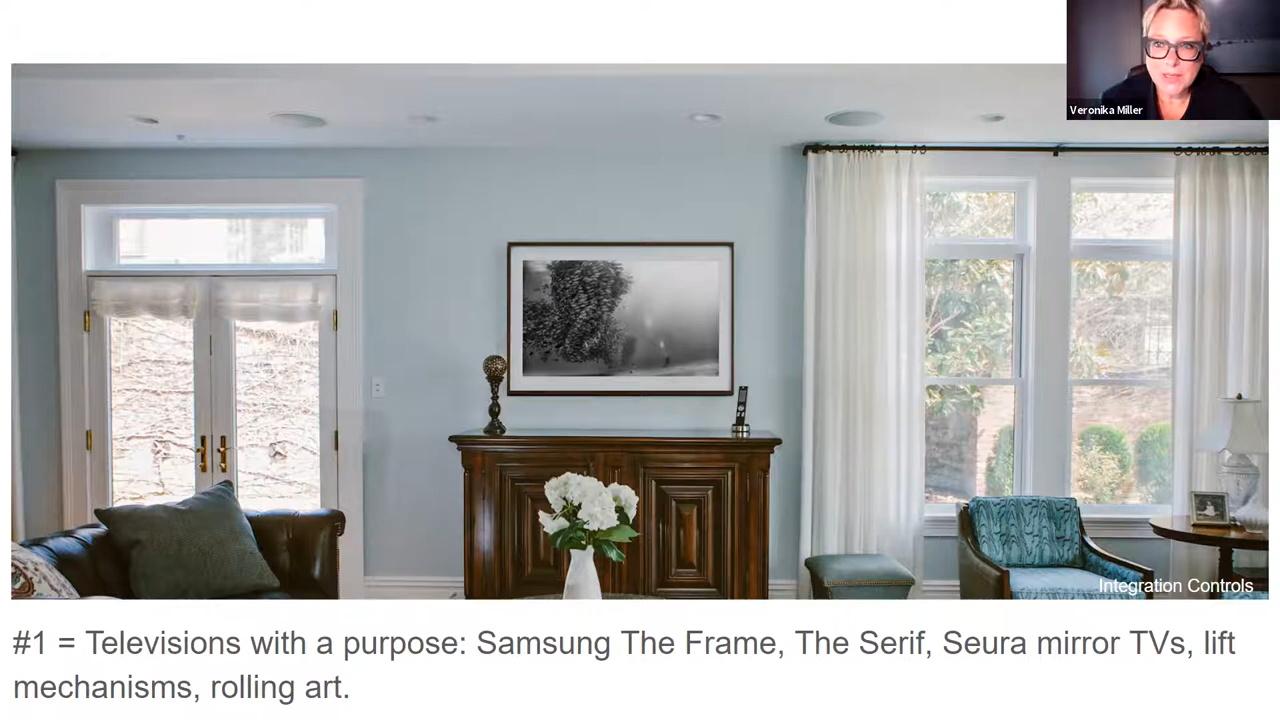 Veronika Miller
Integration Controls
#1 = Televisions with a purpose: Samsung The Frame, The Serif, Seura mirror TVs, lift
mechanisms, rolling art.